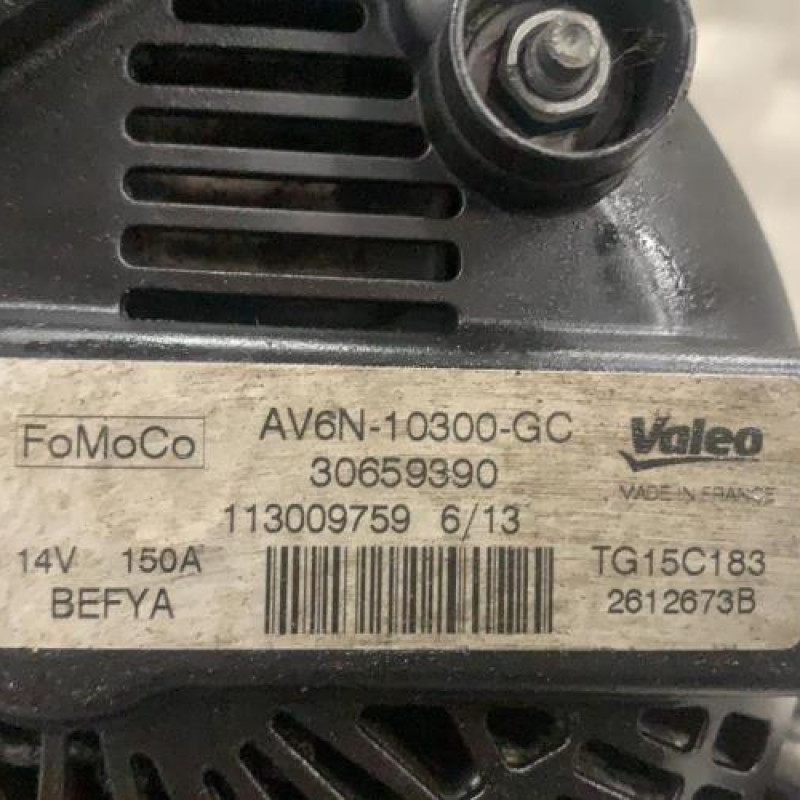 FoMoCo
AV6N-10300-GC
30659390
113009759 6/13
Valeo
MADE IN FRANCE
14V 150A
BEFYA
TG15C183
2612673B